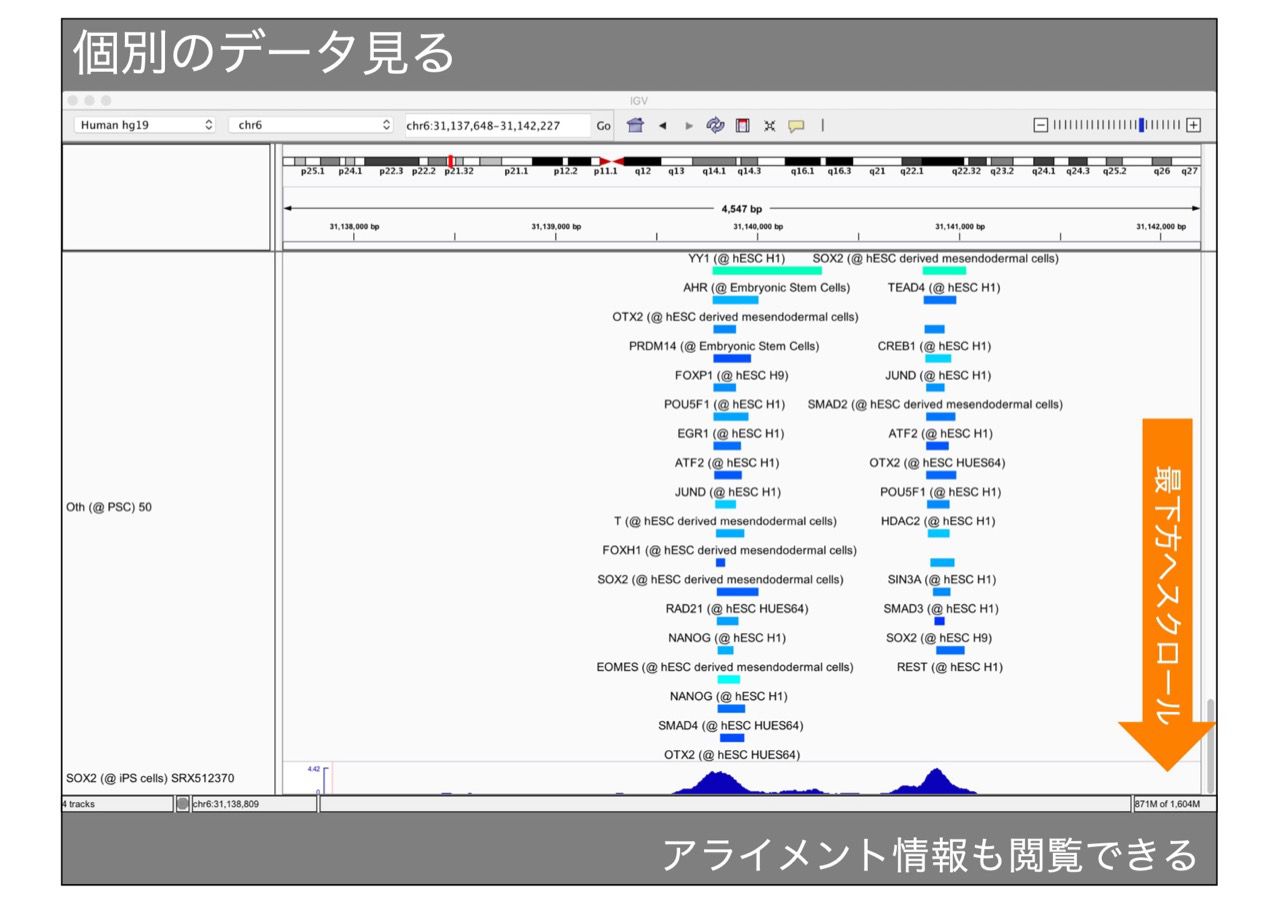 個別のデータ見る
IGV
Human hg19 chr6 chr6:31,137,648-31,142,227 Go
p25.1 p24.1 p22.3 p22.2 p21.32 p21.1 p12.2 p11.1 q12 q13 q14.1 q14.3 q16.1 q16.3 q21 q22.1 q22.32 q23.2 q24.1 q24.3 q25.2 q26 q27
4,547 bp
31,138,000 bp 31,139,000 bp 31,140,000 bp 31,141,000 bp 31,142,000 bp
YY1 (@ hESC H1) SOX2 (@ hESC derived mesendodermal cells)
AHR (@ Embryonic Stem Cells) TEAD4 (@ hESC H1)
OTX2 (@ hESC derived mesendodermal cells)
PRDM14 (@ Embryonic Stem Cells) CREB1 (@ hESC H1)
FOXP1 (@ hESC H9) JUND (@ hESC H1)
POU5F1 (@ hESC H1) SMAD2 (@ hESC derived mesendodermal cells)
EGR1 (@ hESC H1) ATF2 (@ hESC H1)
ATF2 (@ hESC H1) OTX2 (@ hESC HUES64)
JUND (@ hESC H1) POU5F1 (@ hESC H1)
Oth (@ PSC) 50
T (@ hESC derived mesendodermal cells) HDAC2 (@ hESC H1)
FOXH1 (@ hESC derived mesendodermal cells)
SOX2 (@ hESC derived mesendodermal cells) SIN3A (@ hESC H1)
RAD21 (@ hESC HUES64) SMAD3 (@ hESC H1)
NANOG (@ hESC H1) SOX2 (@ hESC H9)
EOMES (@ hESC derived mesendodermal cells) REST (@ hESC H1)
NANOG (@ hESC H1)
SMAD4 (@ hESC HUES64)
OTX2 (@ hESC HUES64)
最下方へスクロール
SOX2 (@ iPS cells) SRX512370
4.42
0
4 tracks chr6:31,138,809 871M of 1,604M
アライメント情報も閲覧できる